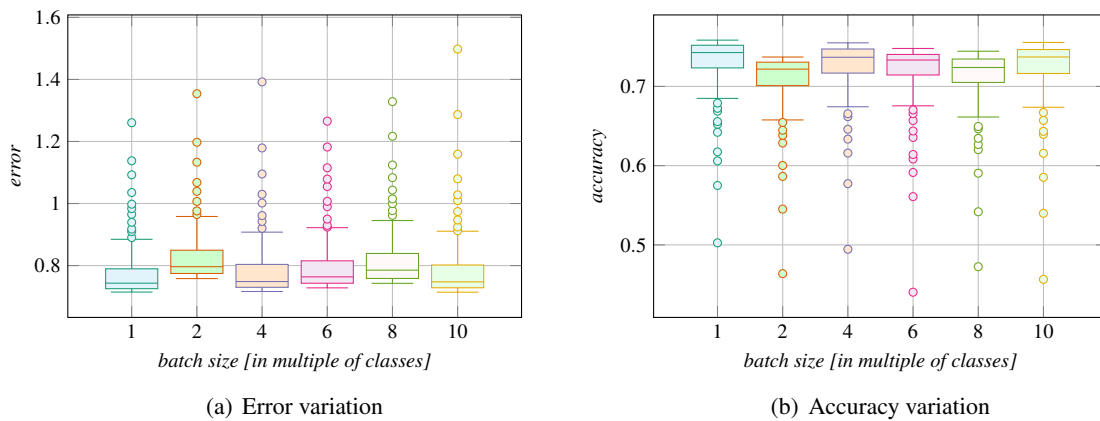 1.6
1.4
1.2
1
0.8
error
1 2 4 6 8 10
batch size [in multiple of classes]
(a) Error variation
0.7
0.6
0.5
accuracy
1 2 4 6 8 10
batch size [in multiple of classes]
(b) Accuracy variation